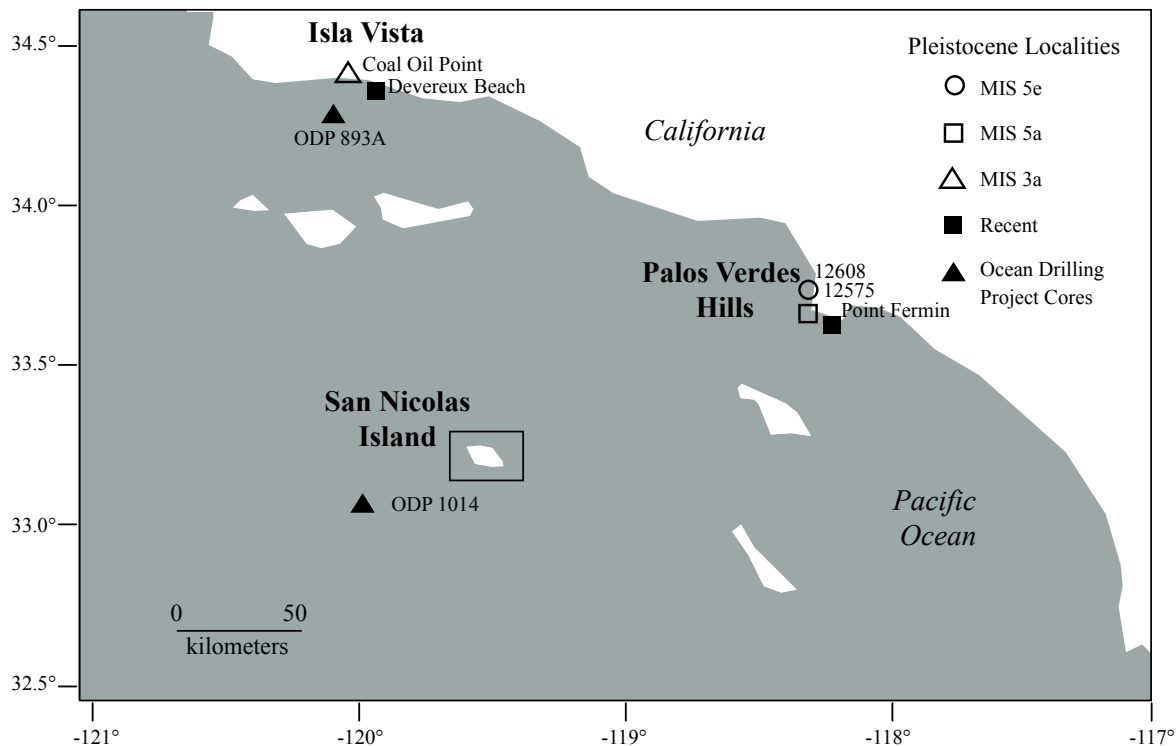 34.5°
34.0°
33.5°
33.0°
32.5°
Isla Vista
Coal Oil Point
Devereux Beach
ODP 893A
California
Pleistocene Localities
MIS 5e
MIS 5a
MIS 3a
Recent
Ocean Drilling
Project Cores
Palos Verdes
Hills
12608
12575
Point Fermin
San Nicolas
Island
ODP 1014
Pacific
Ocean
0 50
kilometers
-121° -120° -119° -118° -117°